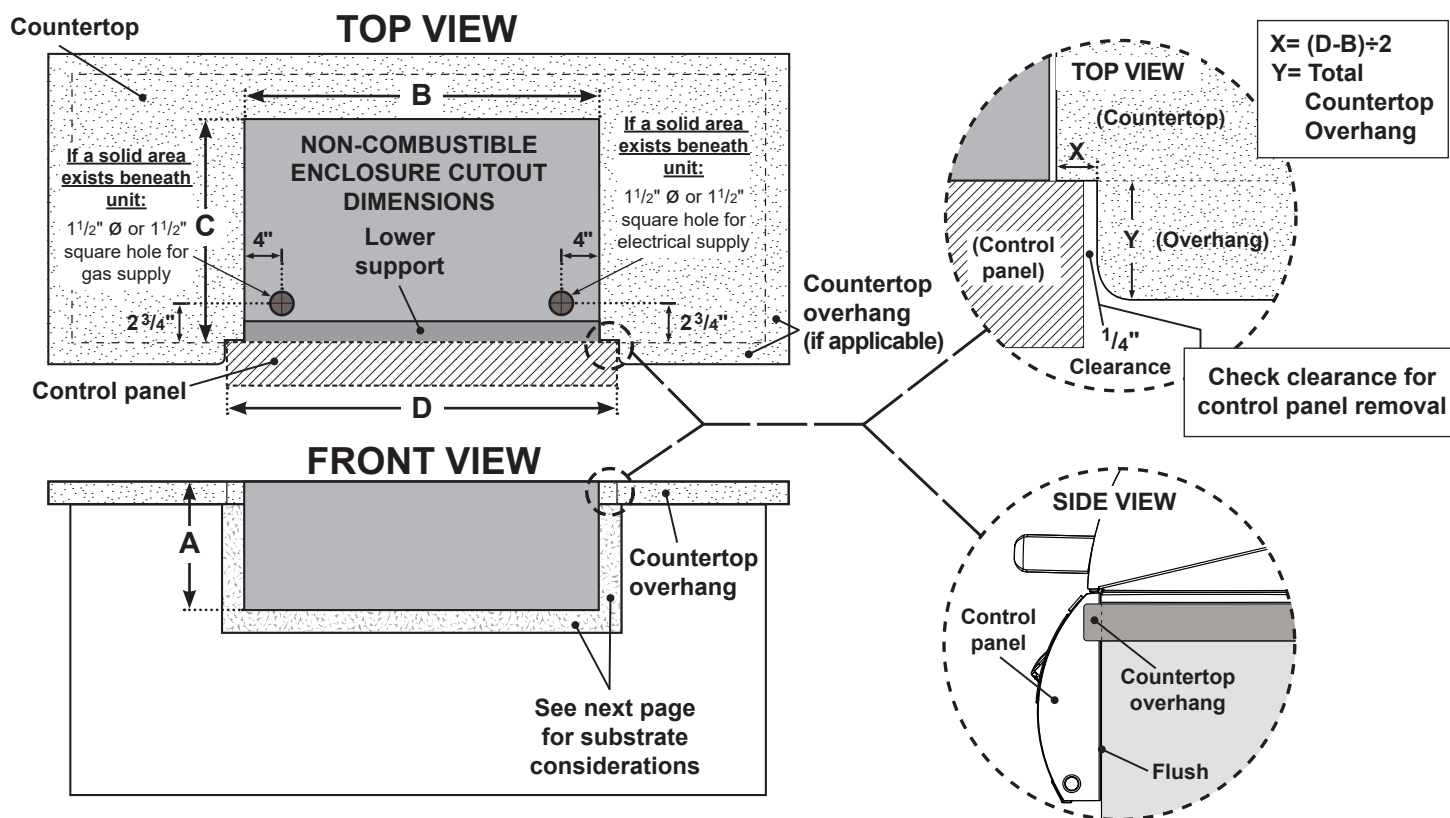 Countertop
TOP VIEW
B
NON-COMBUSTIBLE
ENCLOSURE CUTOUT
DIMENSIONS
If a solid area
exists beneath
unit:
1 1/2" Ø or 1 1/2"
square hole for
gas supply
C
4"
Lower
support
4"
If a solid area
exists beneath
unit:
1 1/2" Ø or 1 1/2"
square hole for
electrical supply
2 3/4"
2 3/4"
Countertop
overhang
(if applicable)
Control panel
D
TOP VIEW
(Countertop)
X
(Control
panel)
Y
(Overhang)
1/4"
Clearance
X= (D-B)÷2
Y= Total
Countertop
Overhang
Check clearance for
control panel removal
FRONT VIEW
A
Countertop
overhang
See next page
for substrate
considerations
SIDE VIEW
Control
panel
Countertop
overhang
Flush